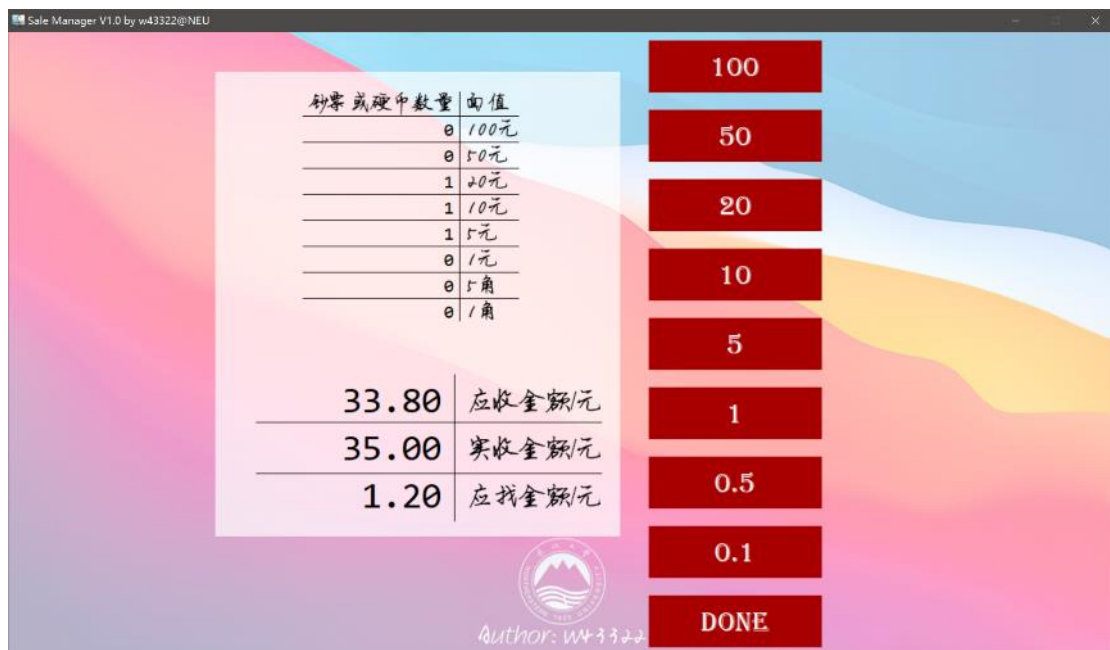 Sale Manager V1.0 by w43322@NEU
钞票或硬币数量 面值
0 100元
0 50元
1 20元
1 10元
1 5元
0 1元
0 5角
0 1角
33.80 应收金额/元
35.00 实收金额/元
1.20 应找金额/元
100
50
20
10
5
1
0.5
0.1
DONE
Author: w43322